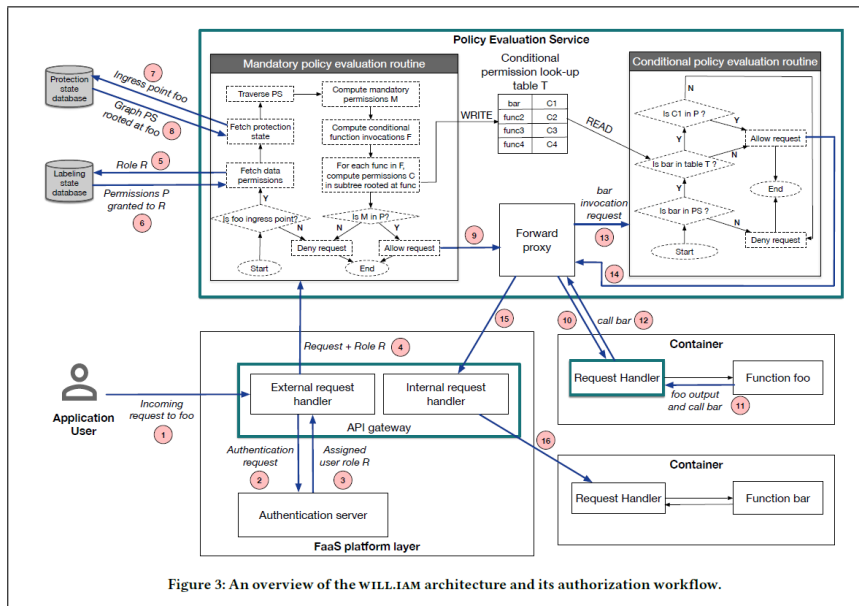 Policy Evaluation Service
Mandatory policy evaluation routine
Traverse PS
Fetch protection
state
Fetch data
permissions
Y
Is foo ingress point?
N
Start
Compute mandatory
permissions M
Compute conditional
function invocations F
For each func in F,
compute permissions C
in subtree rooted at func
Is M in P?
N
Y
Deny request
Allow request
End
Conditional
permission look-up
table T
bar C1
func2 C2
func3 C3
func4 C4
WRITE
READ
Conditional policy evaluation routine
N
Is C1 in P ?
Y
Y
Allow request
Is bar in table T ?
N
End
Y
Is bar in PS ?
N
Deny request
Start
Protection
state
database
7
Ingress point foo
Graph PS
rooted at foo
8
Labeling state
database
5
Role R
Permissions P
granted to R
6
9
Forward
proxy
bar
invocation
request
13
14
15
10
call bar
12
Request + Role R
4
Application
User
Incoming
request to foo
1
External request
handler
Internal request
handler
API gateway
Authentication
request
2
Assigned
user role R
3
Authentication server
FaaS platform layer
Container
Request Handler
Function foo
foo output
and call bar
11
16
Container
Request Handler
Function bar
Figure 3: An overview of the WILL.IAM architecture and its authorization workflow.